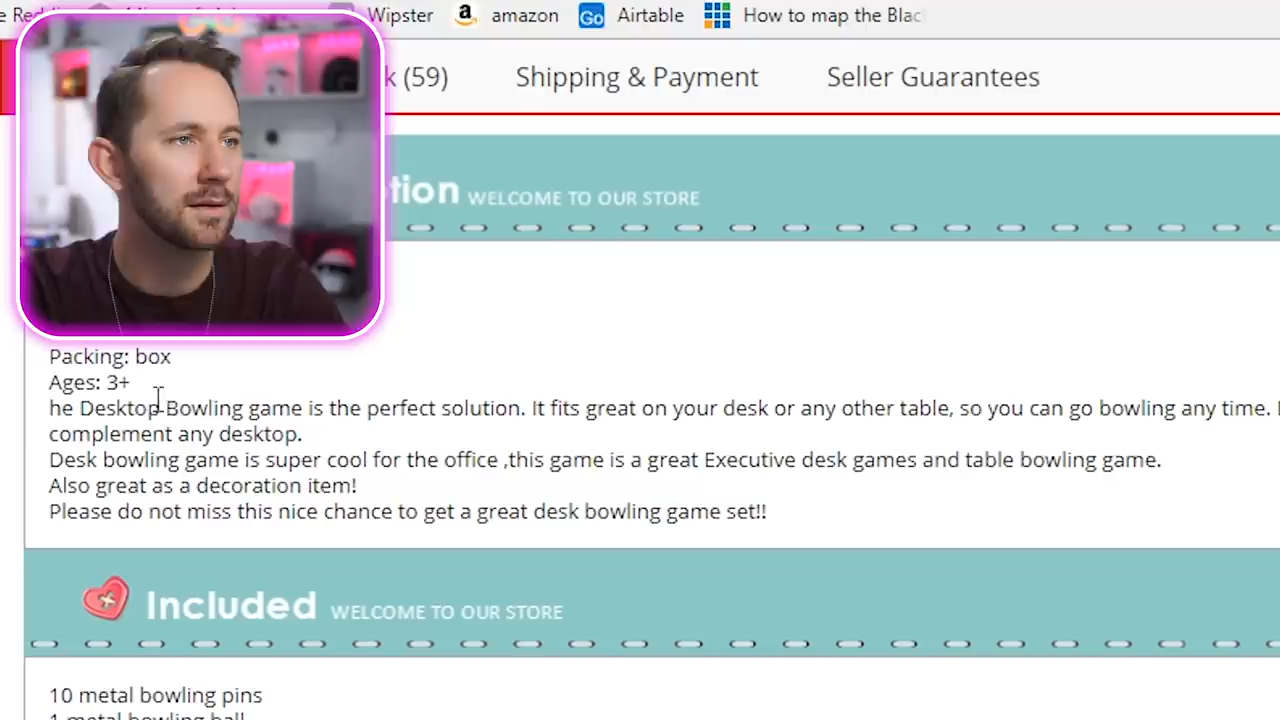 Wipster amazon Go Airtable How to map the Blac
(59) Shipping & Payment Seller Guarantees
tion WELCOME TO OUR STORE
Packing: box
Ages: 3+
he Desktop Bowling game is the perfect solution. It fits great on your desk or any other table, so you can go bowling any time.
complement any desktop.
Desk bowling game is super cool for the office ,this game is a great Executive desk games and table bowling game.
Also great as a decoration item!
Please do not miss this nice chance to get a great desk bowling game set!!
Included WELCOME TO OUR STORE
10 metal bowling pins
1 metal bowling ball